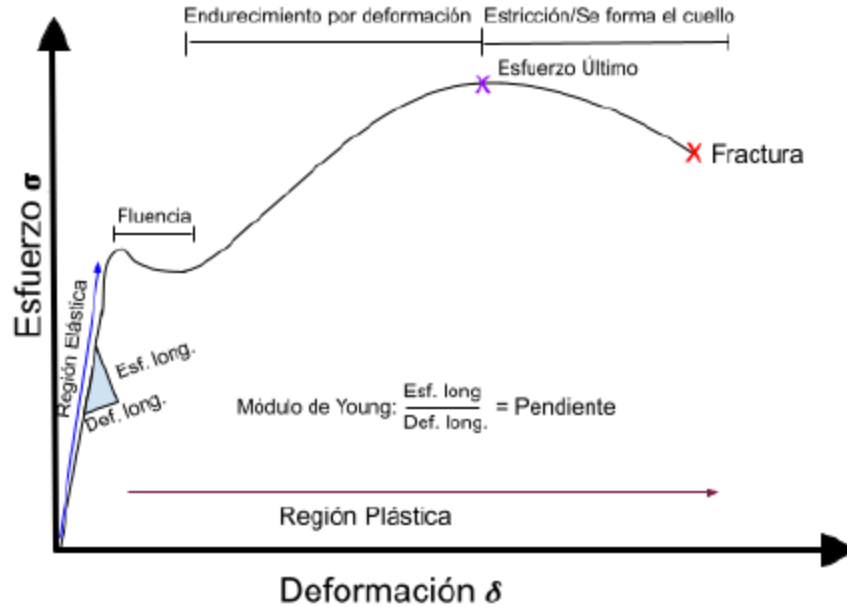 Endurecimiento por deformación
Estricción/Se forma el cuello
Esfuerzo Último
Fractura
Fluencia
Esfuerzo σ
Región Elástica
Esf. long.
Def. long.
Módulo de Young: Esf. long / Def. long. = Pendiente
Región Plástica
Deformación δ